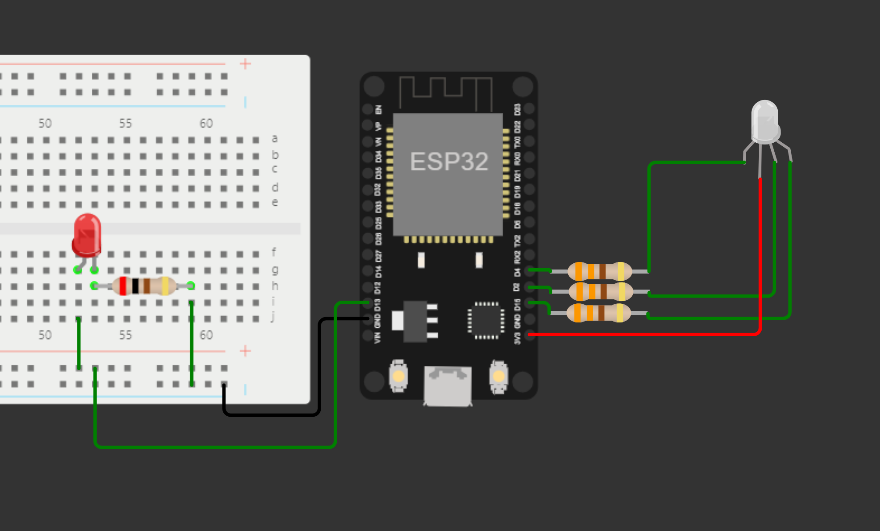 +
|
50 55 60
a
b
c
d
e
f
g
h
i
j
50 55 60
+
|
EN
VP
VN
D34
D35
D32
D33
D25
D26
D27
D14
D12
D13
GND
VIN
ESP32
D23
D22
TX0
RX0
D21
D19
D18
D5
TX2
RX2
D4
D2
D15
GND
3V3